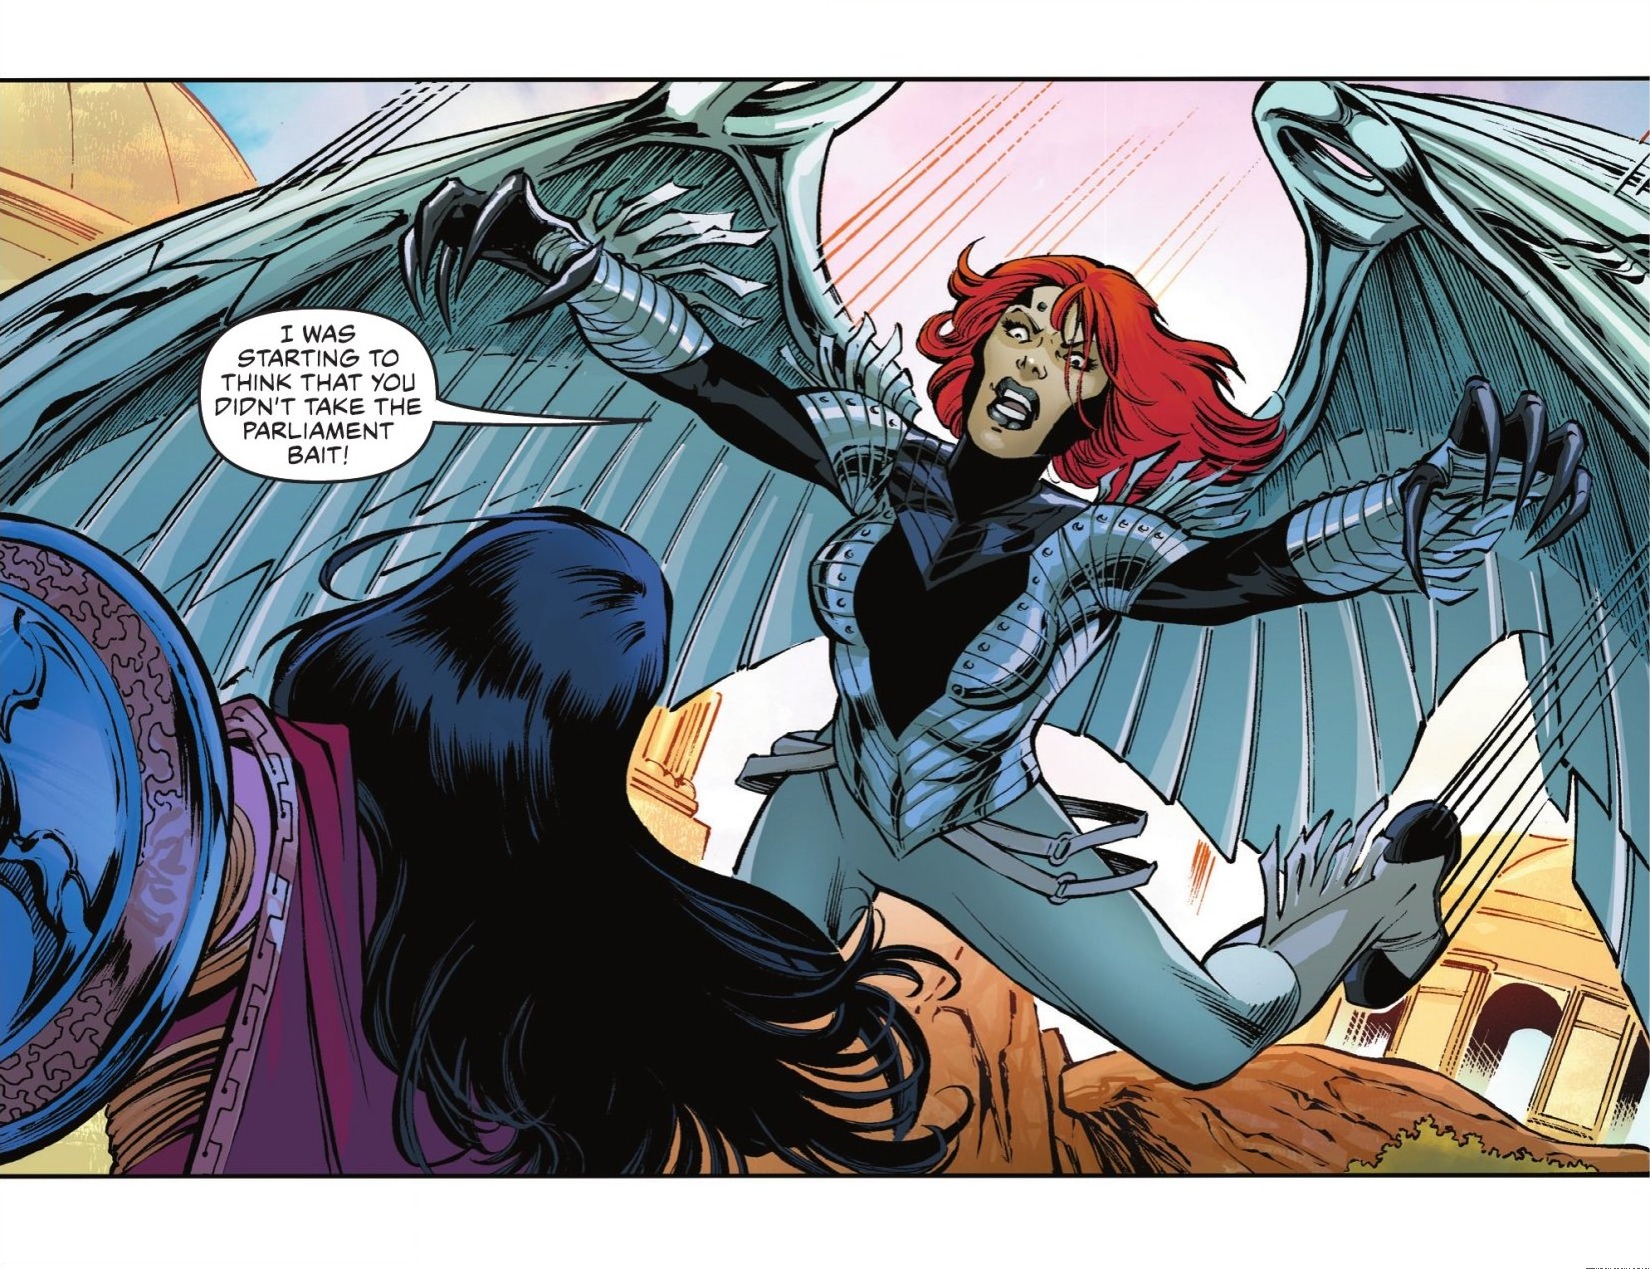 I WAS
STARTING TO
THINK THAT YOU
DIDN'T TAKE THE
PARLIAMENT
BAIT!